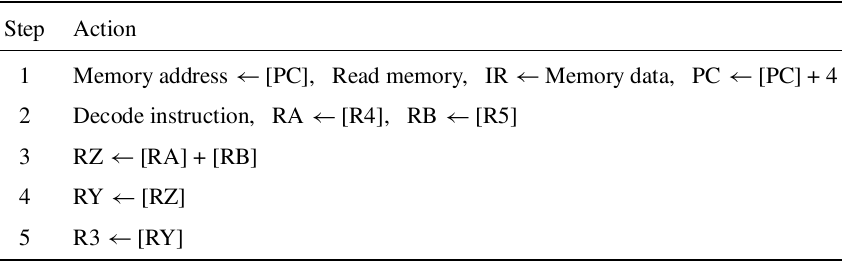 Step Action
1 Memory address ← [PC], Read memory, IR ← Memory data, PC ← [PC] + 4
2 Decode instruction, RA ← [R4], RB ← [R5]
3 RZ ← [RA] + [RB]
4 RY ← [RZ]
5 R3 ← [RY]